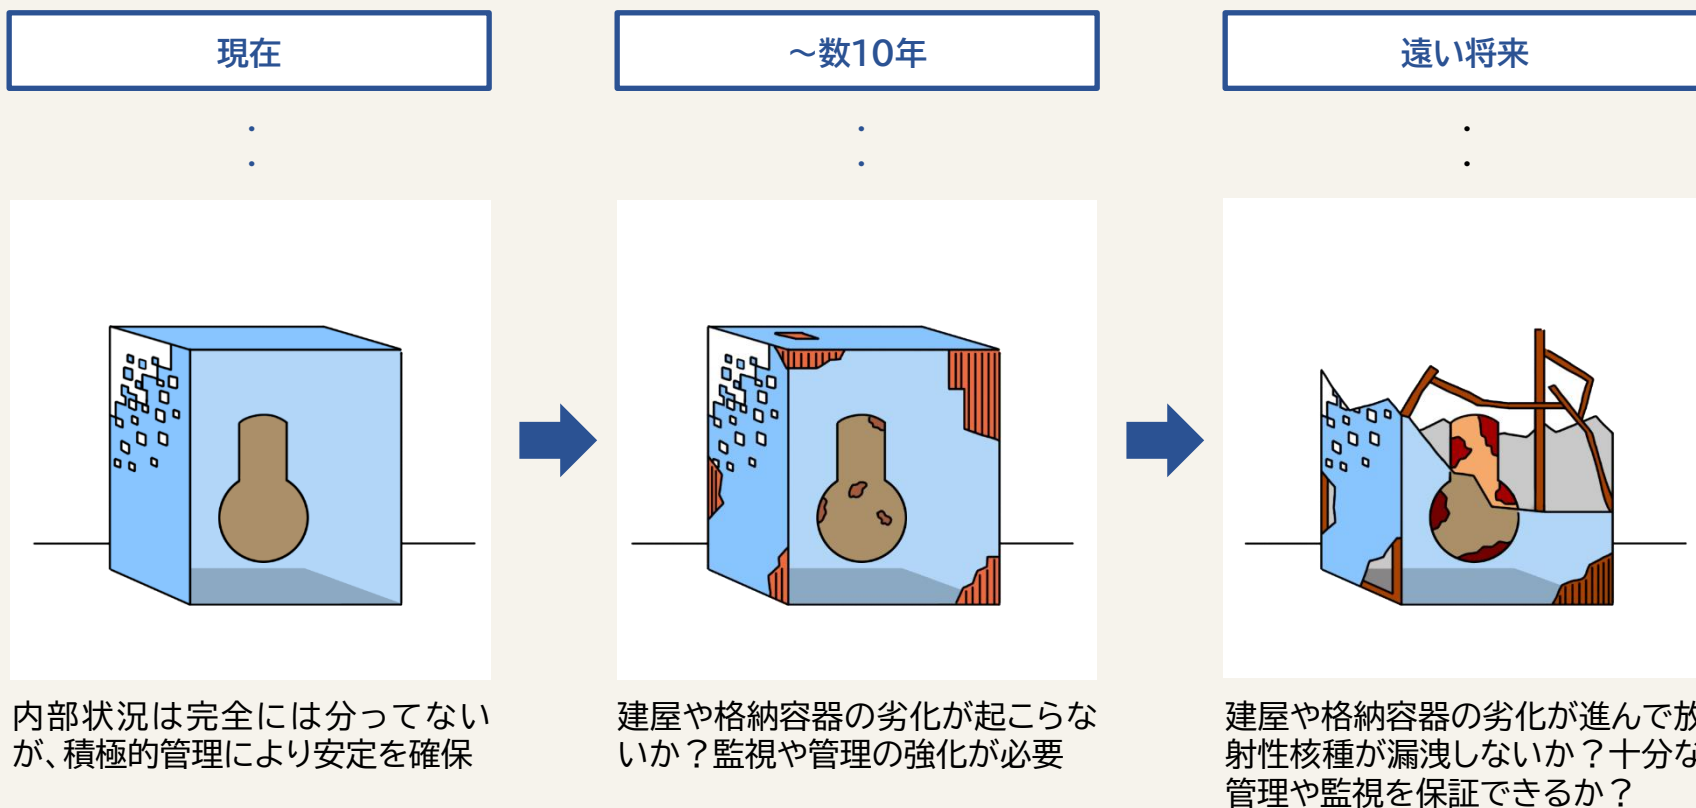 現在
～数10年
遠い将来
内部状況は完全には分ってない
が、積極的管理により安定を確保
建屋や格納容器の劣化が起こらな
いか？監視や管理の強化が必要
建屋や格納容器の劣化が進んで放
射性核種が漏洩しないか？十分な
管理や監視を保証できるか？